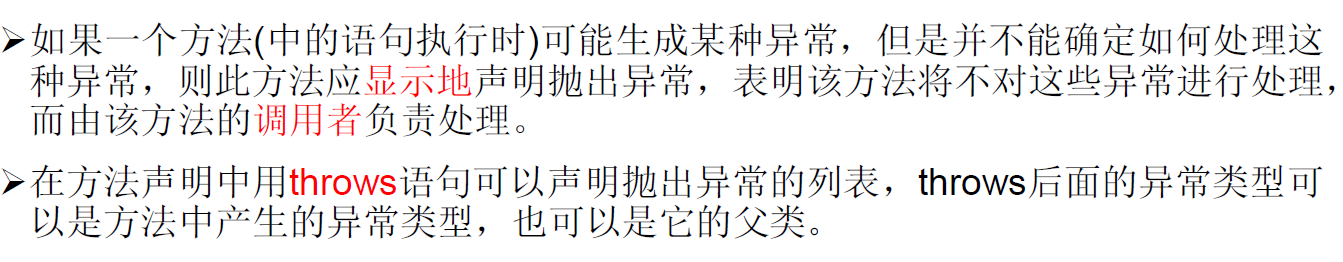 ➢如果一个方法(中的语句执行时)可能生成某种异常，但是并不能确定如何处理这
种异常，则此方法应显示地声明抛出异常，表明该方法将不对这些异常进行处理，
而由该方法的调用者负责处理。
➢在方法声明中用throws语句可以声明抛出异常的列表，throws后面的异常类型可
以是方法中产生的异常类型，也可以是它的父类。